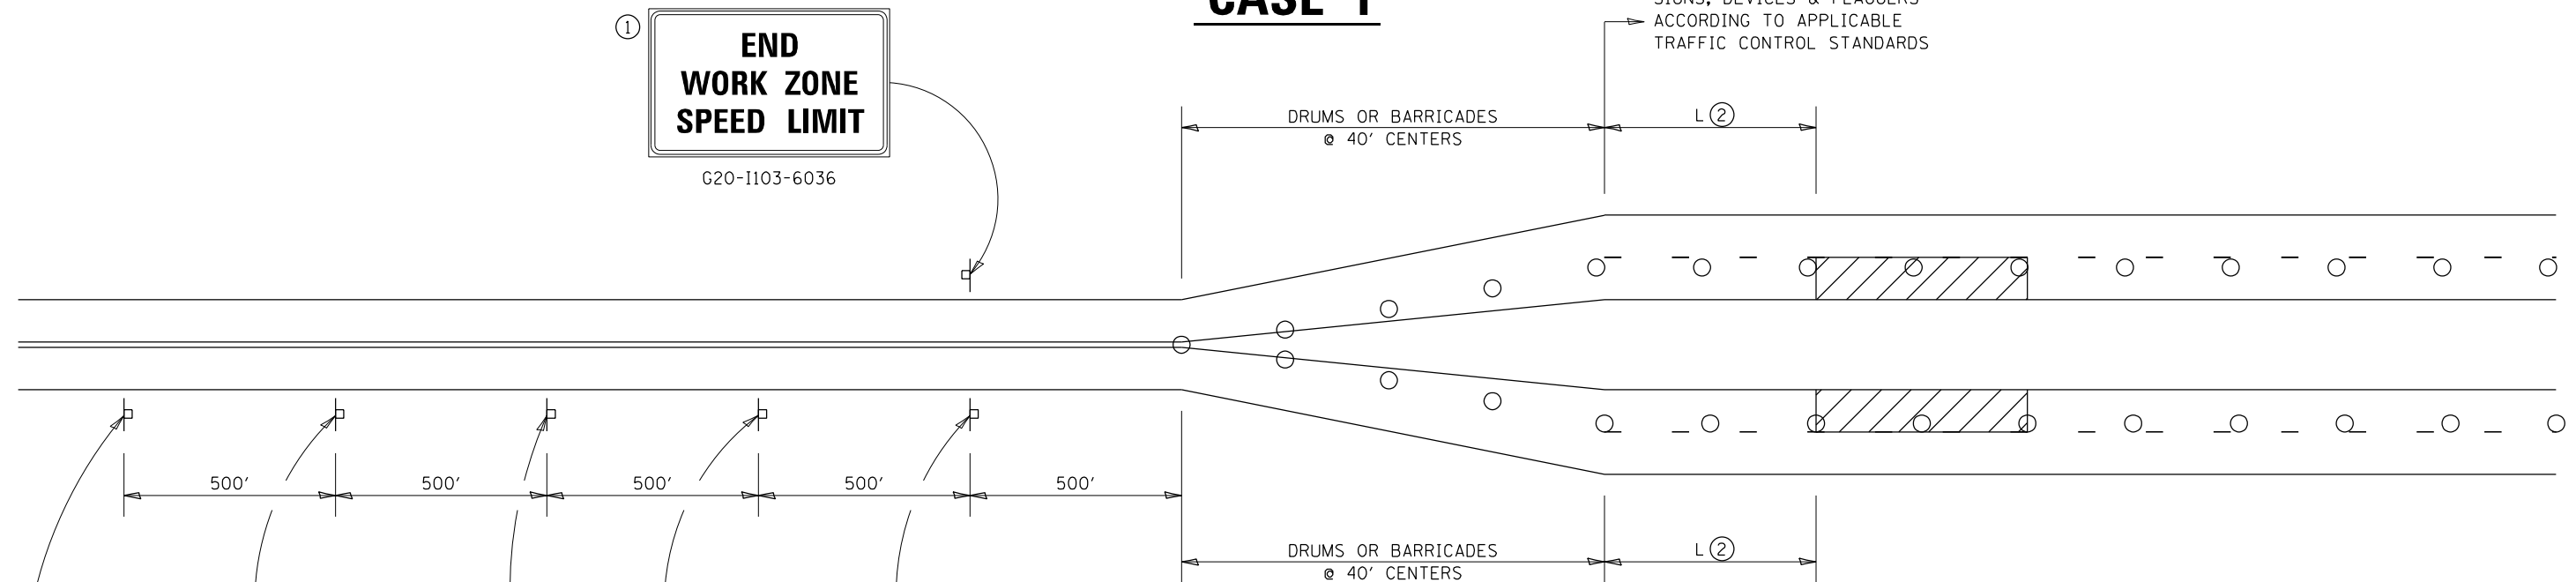 CASE 1
SIGNS, DEVICES & FLAGGERS
ACCORDING TO APPLICABLE
TRAFFIC CONTROL STANDARDS
1
END
WORK ZONE
SPEED LIMIT
G20-I103-6036
DRUMS OR BARRICADES
@ 40' CENTERS
L 2
500' 500' 500' 500' 500'
DRUMS OR BARRICADES
@ 40' CENTERS
L 2